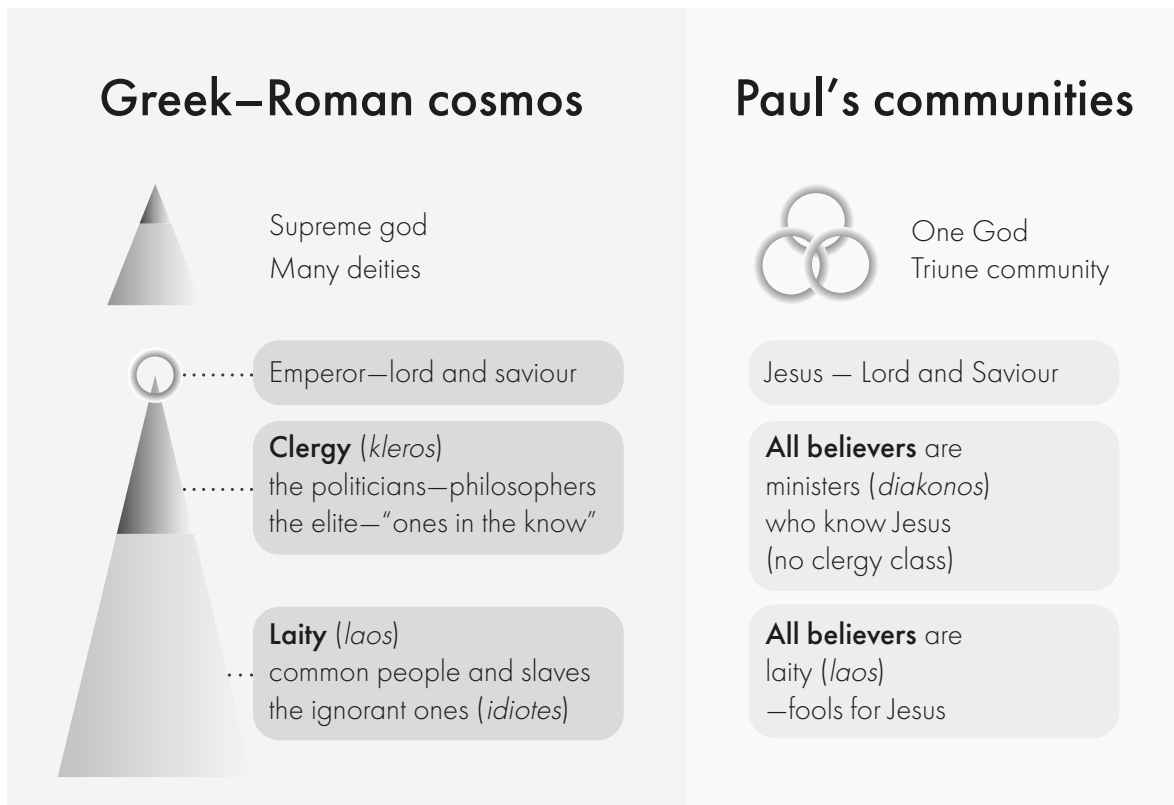 Greek–Roman cosmos
Supreme god
Many deities
Emperor—lord and saviour
Clergy (kleros)
the politicians—philosophers
the elite—“ones in the know”
Laity (laos)
common people and slaves
the ignorant ones (idiotes)
Paul’s communities
One God
Triune community
Jesus — Lord and Saviour
All believers are
ministers (diakonos)
who know Jesus
(no clergy class)
All believers are
laity (laos)
—fools for Jesus